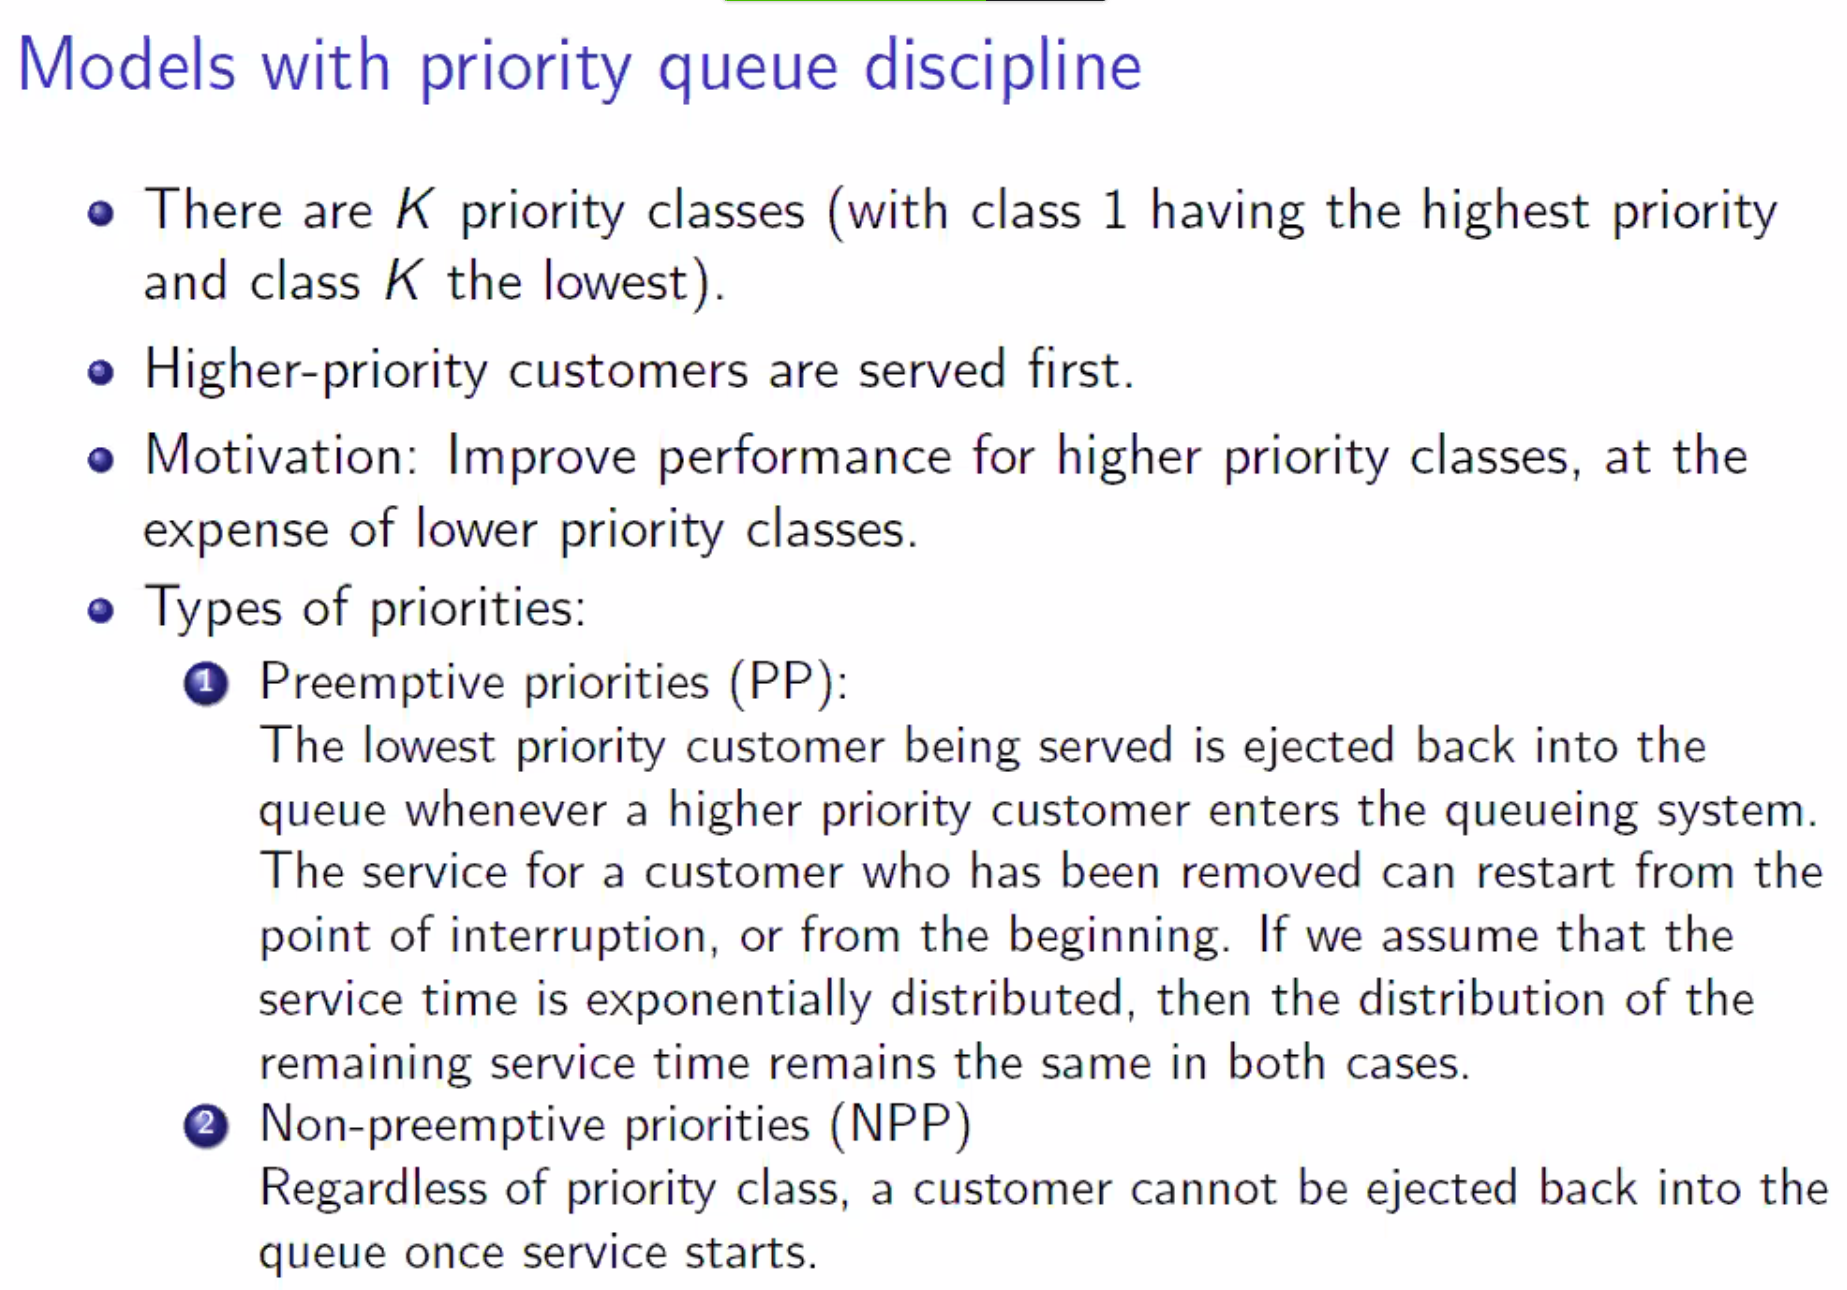 Models with priority queue discipline
There are K priority classes (with class 1 having the highest priority
and class K the lowest).
Higher-priority customers are served first.
Motivation: Improve performance for higher priority classes, at the
expense of lower priority classes.
Types of priorities:
1 Preemptive priorities (PP):
The lowest priority customer being served is ejected back into the
queue whenever a higher priority customer enters the queueing system.
The service for a customer who has been removed can restart from the
point of interruption, or from the beginning. If we assume that the
service time is exponentially distributed, then the distribution of the
remaining service time remains the same in both cases.
2 Non-preemptive priorities (NPP)
Regardless of priority class, a customer cannot be ejected back into the
queue once service starts.